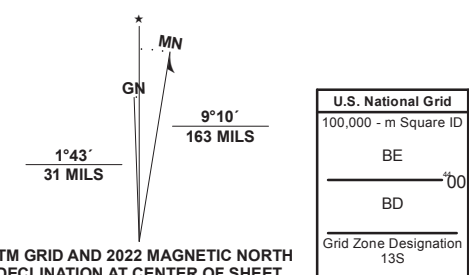 MN
GN
9°10´
163 MILS
1°43´
31 MILS
TM GRID AND 2022 MAGNETIC NORTH
DECLINATION AT CENTER OF SHEET
U.S. National Grid
100,000 - m Square ID
BE
4400
BD
Grid Zone Designation
13S